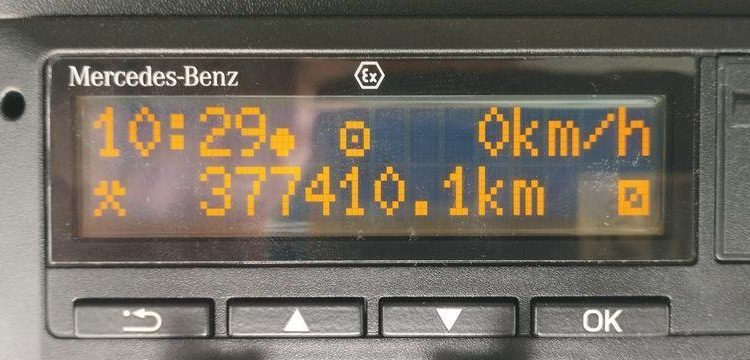 Mercedes-Benz
Ex
10:29 0km/h
377410.1km
OK